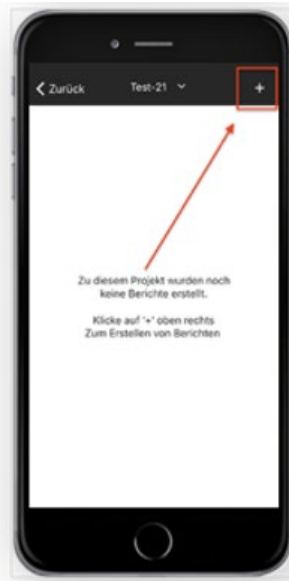 Zurück Test-21 +
Zu diesem Projekt wurden noch
keine Berichte erstellt.
Klicke auf '+' oben rechts
Zum Erstellen von Berichten